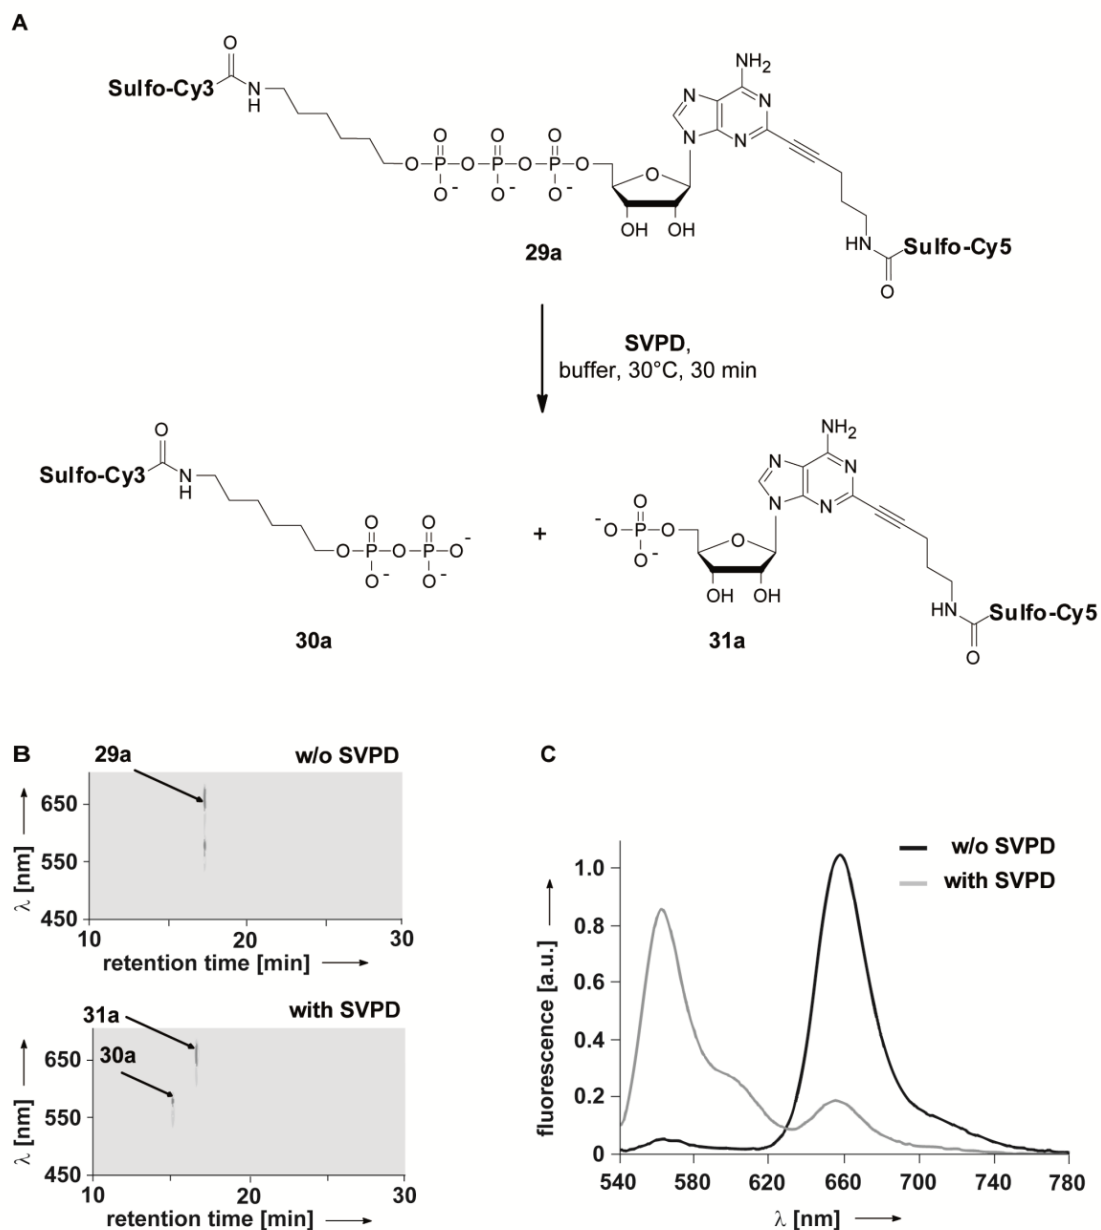 A
O
Sulfo-Cy3
N
H
NH2
N
N
N
N
O
O
O
O P O P O P O
O- O- O-
O
OH OH
HN
Sulfo-Cy5
O
29a
SVPD,
buffer, 30°C, 30 min
O
Sulfo-Cy3
N
H
O O
O P O P O-
O- O-
30a
+
NH2
N
N
N
N
O
-O P O
O-
O
OH OH
HN
Sulfo-Cy5
O
31a
B
29a
w/o SVPD
650
550
450
λ [nm]
10 20 30
retention time [min]
31a
with SVPD
30a
650
550
450
λ [nm]
10 20 30
retention time [min]
C
w/o SVPD
with SVPD
1.0
0.8
0.6
0.4
0.2
0
fluorescence [a.u.]
540 580 620 660 700 740 780
λ [nm]